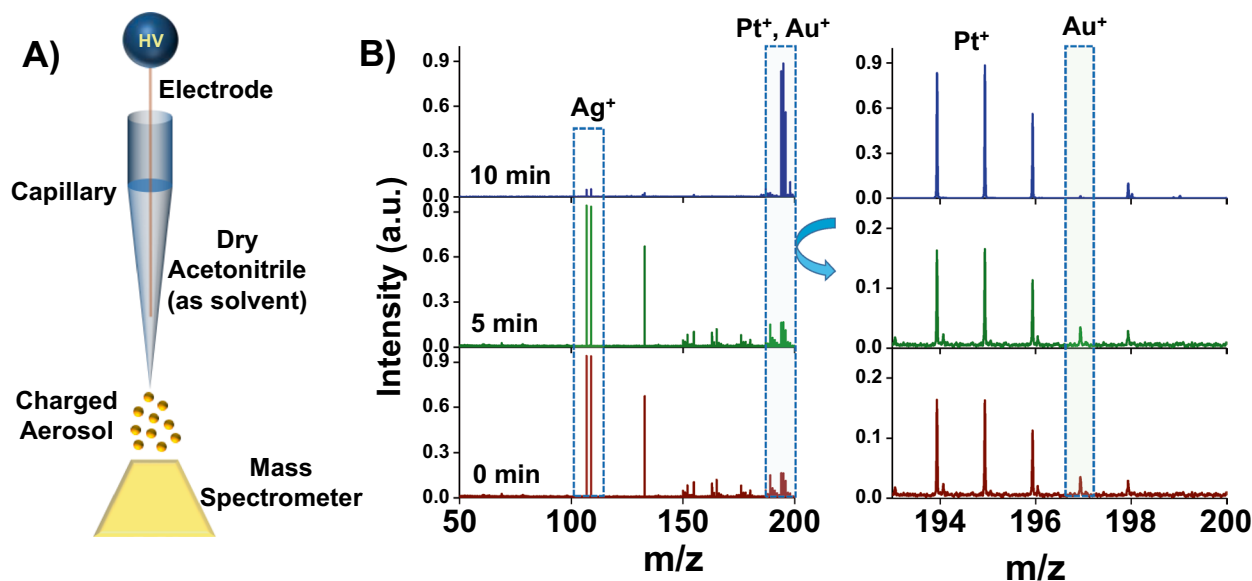 A)
HV
Electrode
Capillary
Dry
Acetonitrile
(as solvent)
Charged
Aerosol
Mass
Spectrometer
B)
Intensity (a.u.)
Ag⁺
Pt⁺, Au⁺
10 min
0.9
0.6
0.3
0.0
5 min
0.9
0.6
0.3
0.0
0 min
0.9
0.6
0.3
0.0
50 100 150 200
m/z
Pt⁺
Au⁺
0.9
0.6
0.3
0.0
0.2
0.1
0.0
0.2
0.1
0.0
194 196 198 200
m/z